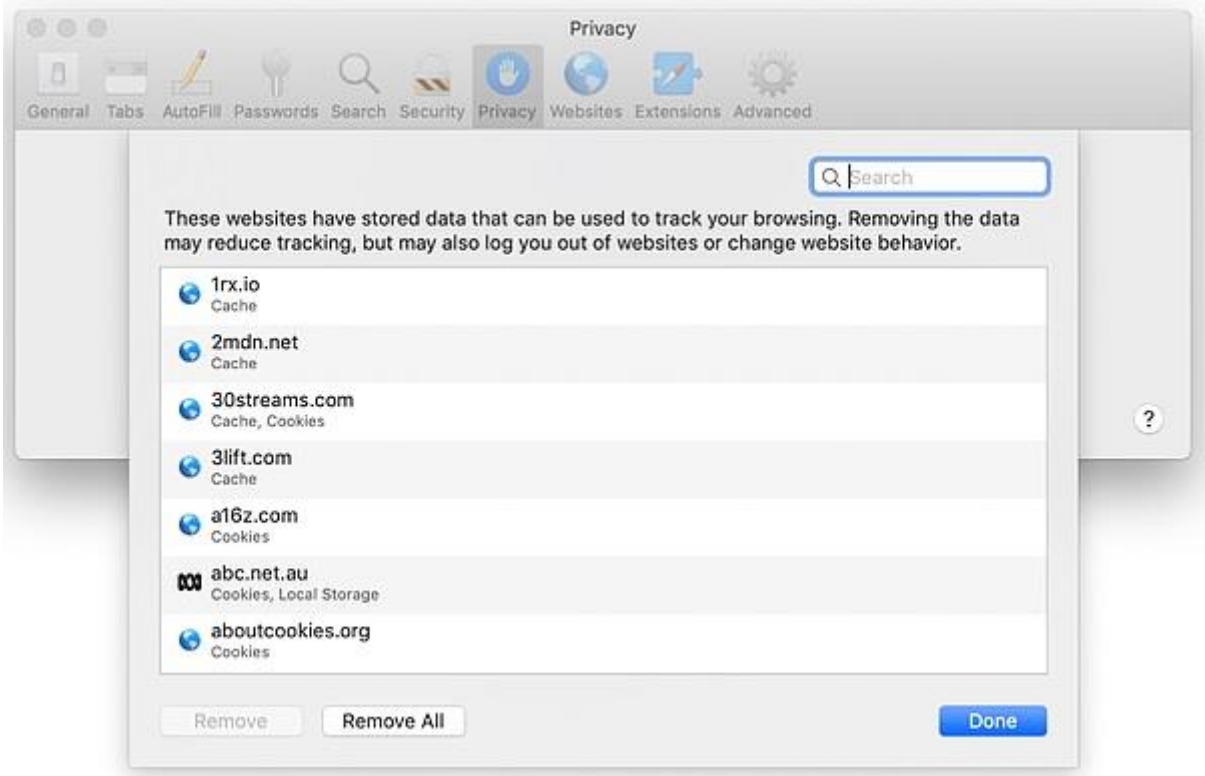 Privacy
General Tabs AutoFill Passwords Search Security Privacy Websites Extensions Advanced
Search
These websites have stored data that can be used to track your browsing. Removing the data
may reduce tracking, but may also log you out of websites or change website behavior.
1rx.io
Cache
2mdn.net
Cache
30streams.com
Cache, Cookies
3lift.com
Cache
?
a16z.com
Cookies
abc.net.au
Cookies, Local Storage
aboutcookies.org
Cookies
Remove Remove All Done